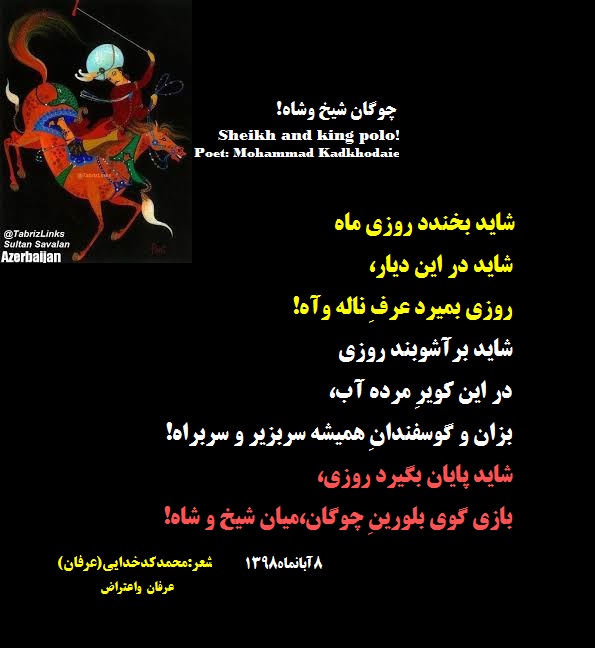 چوگان شیخ وشاه!
Sheikh and king polo!
Poet: Mohammad Kadkhodaie
@TabrizLinks
@TabrizLinks
Sultan Savalan
Azerbaijan
شاید بخندد روزی ماه
شاید در این دیار،
روزی بمیرد عرفِ ناله وآه!
شاید برآشوبند روزی
در این کویرِ مرده آب،
بزان و گوسفندانِ همیشه سربزیر و سربراه!
شاید پایان بگیرد روزی،
بازی گوی بلورینِ چوگان،میان شیخ و شاه!
۸آبانماه۱۳۹۸
شعر:محمدکدخدایی(عرفان)
عرفان واعتراض